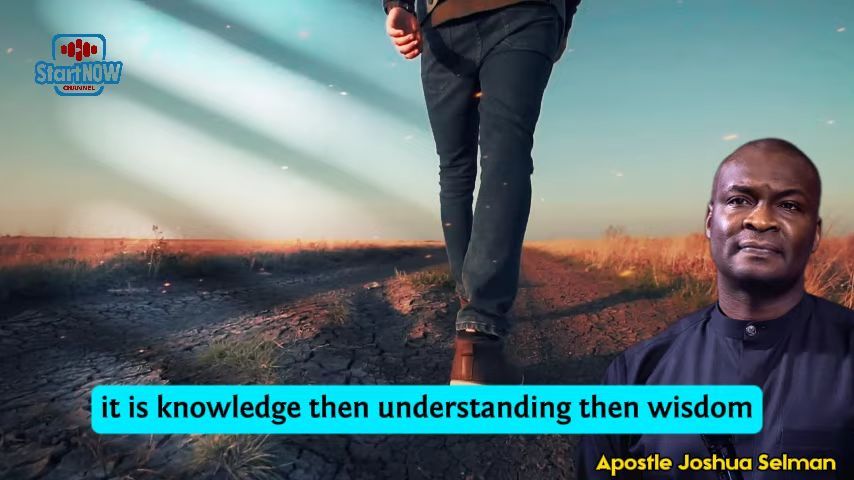 StartNOW
CHANNEL
it is knowledge then understanding then wisdom
Apostle Joshua Selman